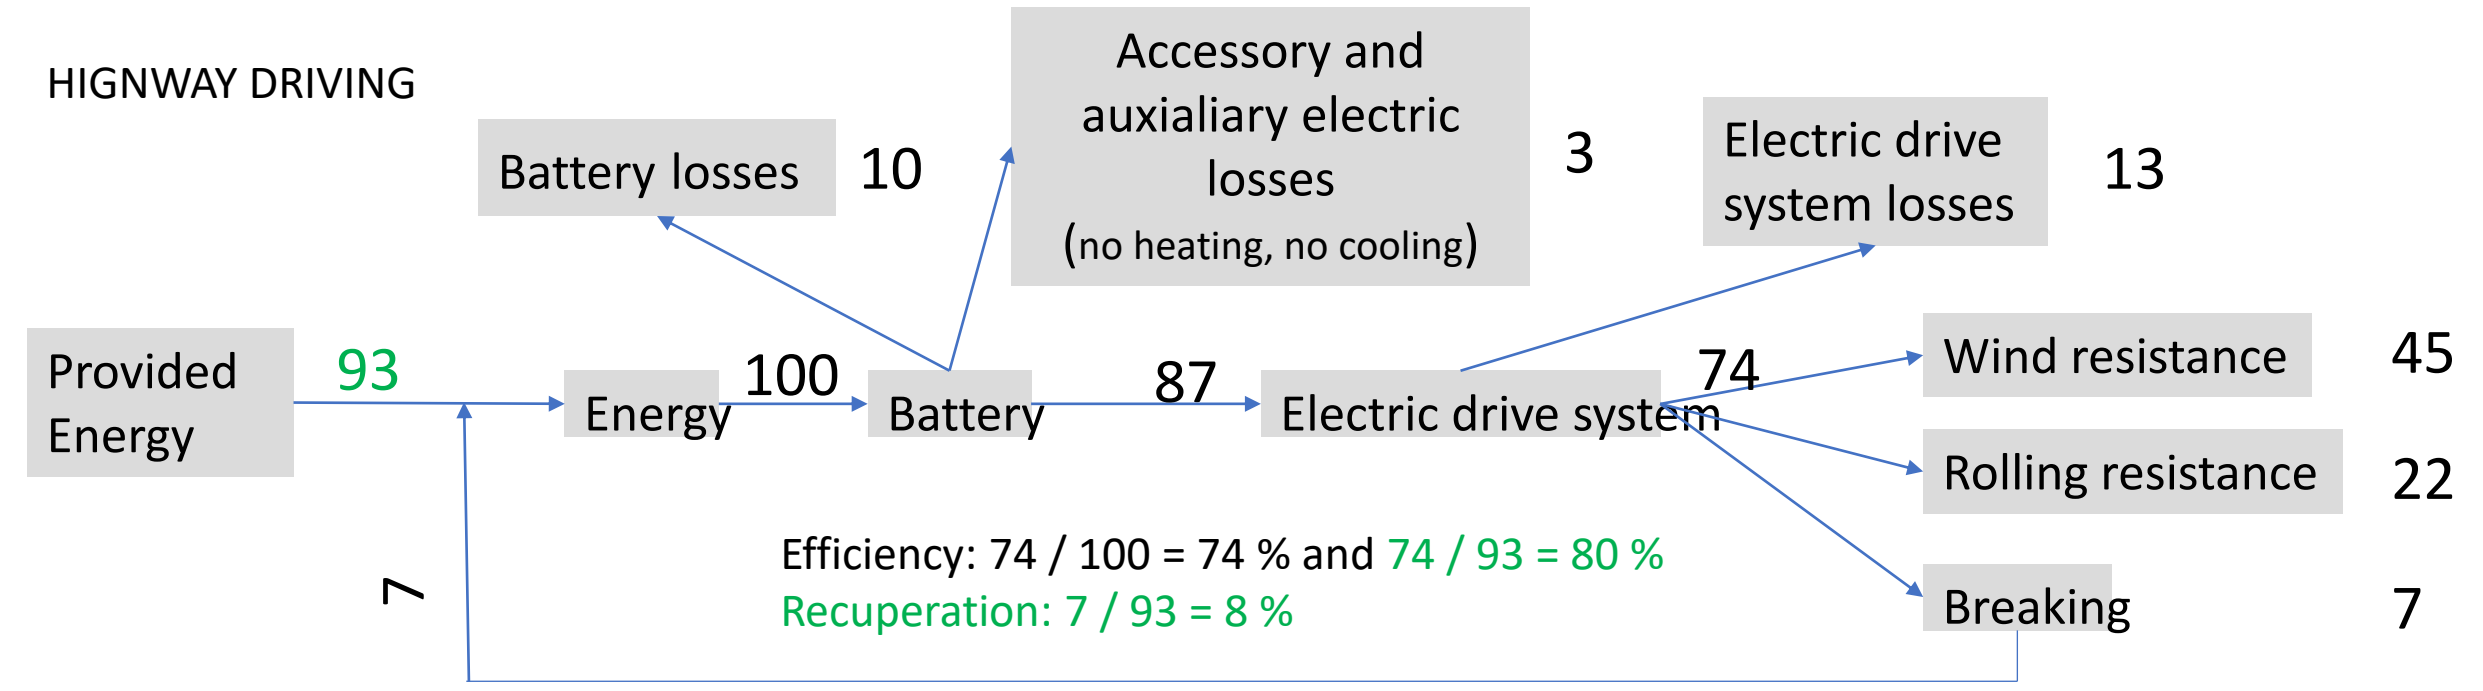 HIGNWAY DRIVING
Accessory and
auxialiary electric
losses
(no heating, no cooling)
3
Battery losses
10
Electric drive
system losses
13
Provided
Energy
93
Energy
100
Battery
87
Electric drive system
74
Wind resistance
45
Rolling resistance
22
Breaking
7
7
Efficiency: 74 / 100 = 74 % and 74 / 93 = 80 %
Recuperation: 7 / 93 = 8 %